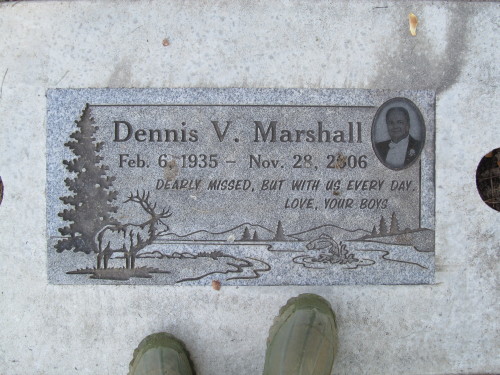 Dennis V. Marshall
Feb. 6, 1935 – Nov. 28, 2006
DEARLY MISSED, BUT WITH US EVERY DAY.
LOVE, YOUR BOYS